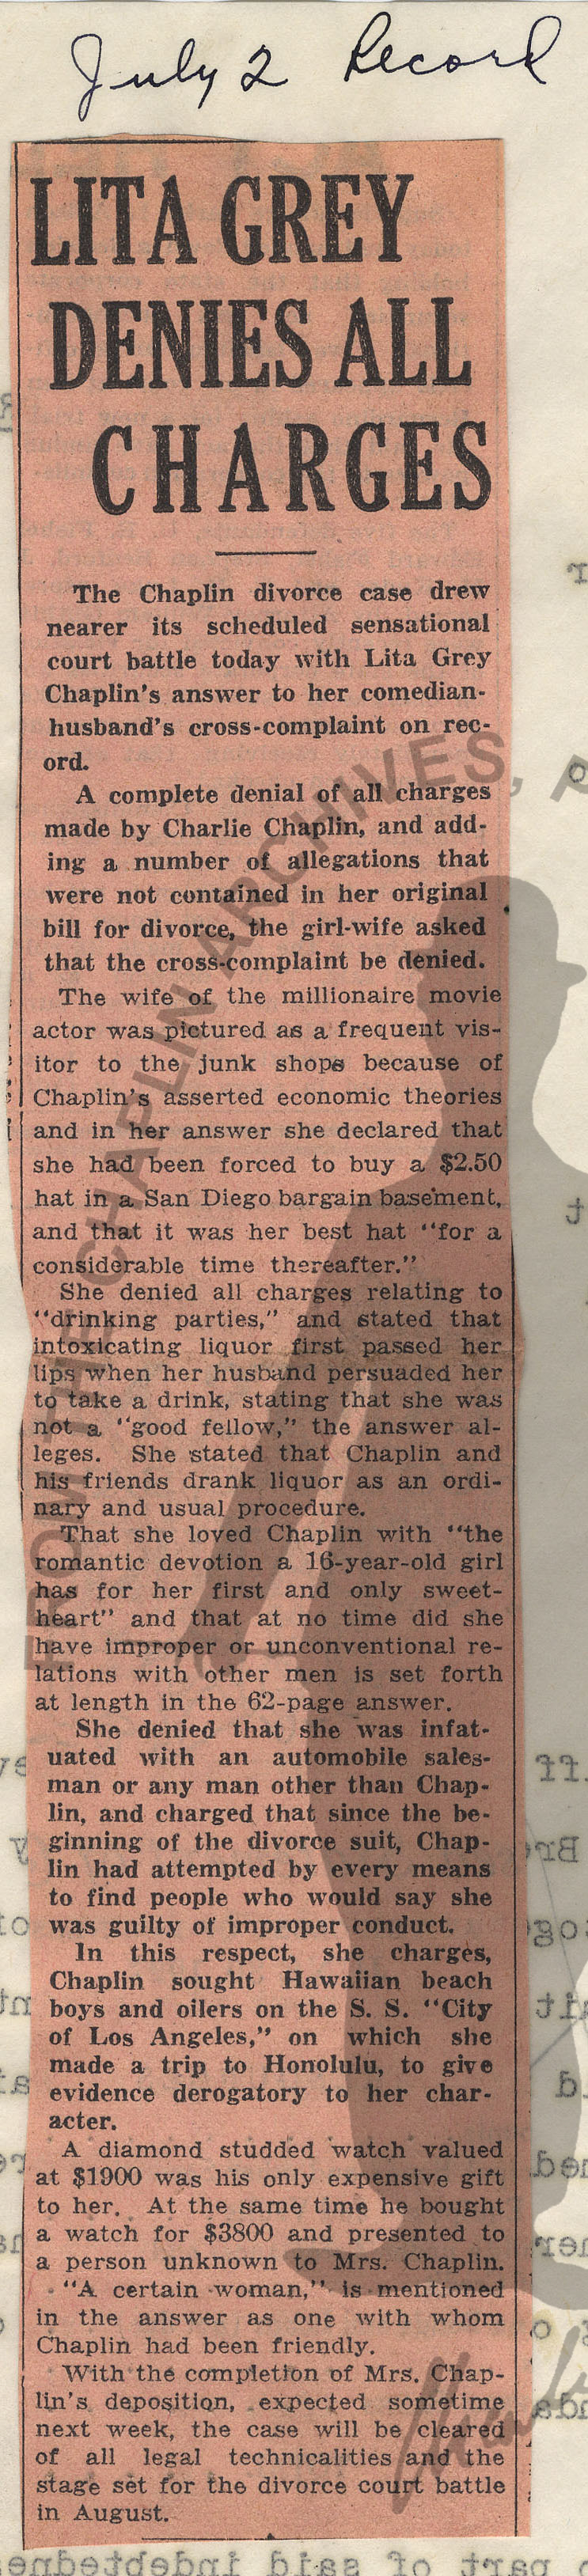 July 2 Record
LITA GREY
DENIES ALL
CHARGES
The Chaplin divorce case drew
nearer its scheduled sensational
court battle today with Lita Grey
Chaplin's answer to her comedian-
husband's cross-complaint on rec-
ord.
A complete denial of all charges
made by Charlie Chaplin, and add-
ing a number of allegations that
were not contained in her original
bill for divorce, the girl-wife asked
that the cross-complaint be denied.
The wife of the millionaire movie
actor was pictured as a frequent vis-
itor to the junk shops because of
Chaplin's asserted economic theories
and in her answer she declared that
she had been forced to buy a $2.50
hat in a San Diego bargain basement,
and that it was her best hat "for a
considerable time thereafter."
She denied all charges relating to
"drinking parties," and stated that
intoxicating liquor first passed her
lips when her husband persuaded her
to take a drink, stating that she was
not a "good fellow," the answer al-
leges. She stated that Chaplin and
his friends drank liquor as an ordi-
nary and usual procedure.
That she loved Chaplin with "the
romantic devotion a 16-year-old girl
has for her first and only sweet-
heart" and that at no time did she
have improper or unconventional re-
lations with other men is set forth
at length in the 62-page answer.
She denied that she was infat-
uated with an automobile sales-
man or any man other than Chap-
lin, and charged that since the be-
ginning of the divorce suit, Chap-
lin had attempted by every means
to find people who would say she
was guilty of improper conduct.
In this respect, she charges,
Chaplin sought Hawaiian beach
boys and oilers on the S. S. "City
of Los Angeles," on which she
made a trip to Honolulu, to give
evidence derogatory to her char-
acter.
A diamond studded watch valued
at $1900 was his only expensive gift
to her. At the same time he bought
a watch for $3800 and presented to
a person unknown to Mrs. Chaplin.
"A certain woman," is mentioned
in the answer as one with whom
Chaplin had been friendly.
With the completion of Mrs. Chap-
lin's deposition, expected sometime
next week, the case will be cleared
of all legal technicalities and the
stage set for the divorce court battle
in August.
FROM THE CHAPLIN ARCHIVES,
part of said indebtednes